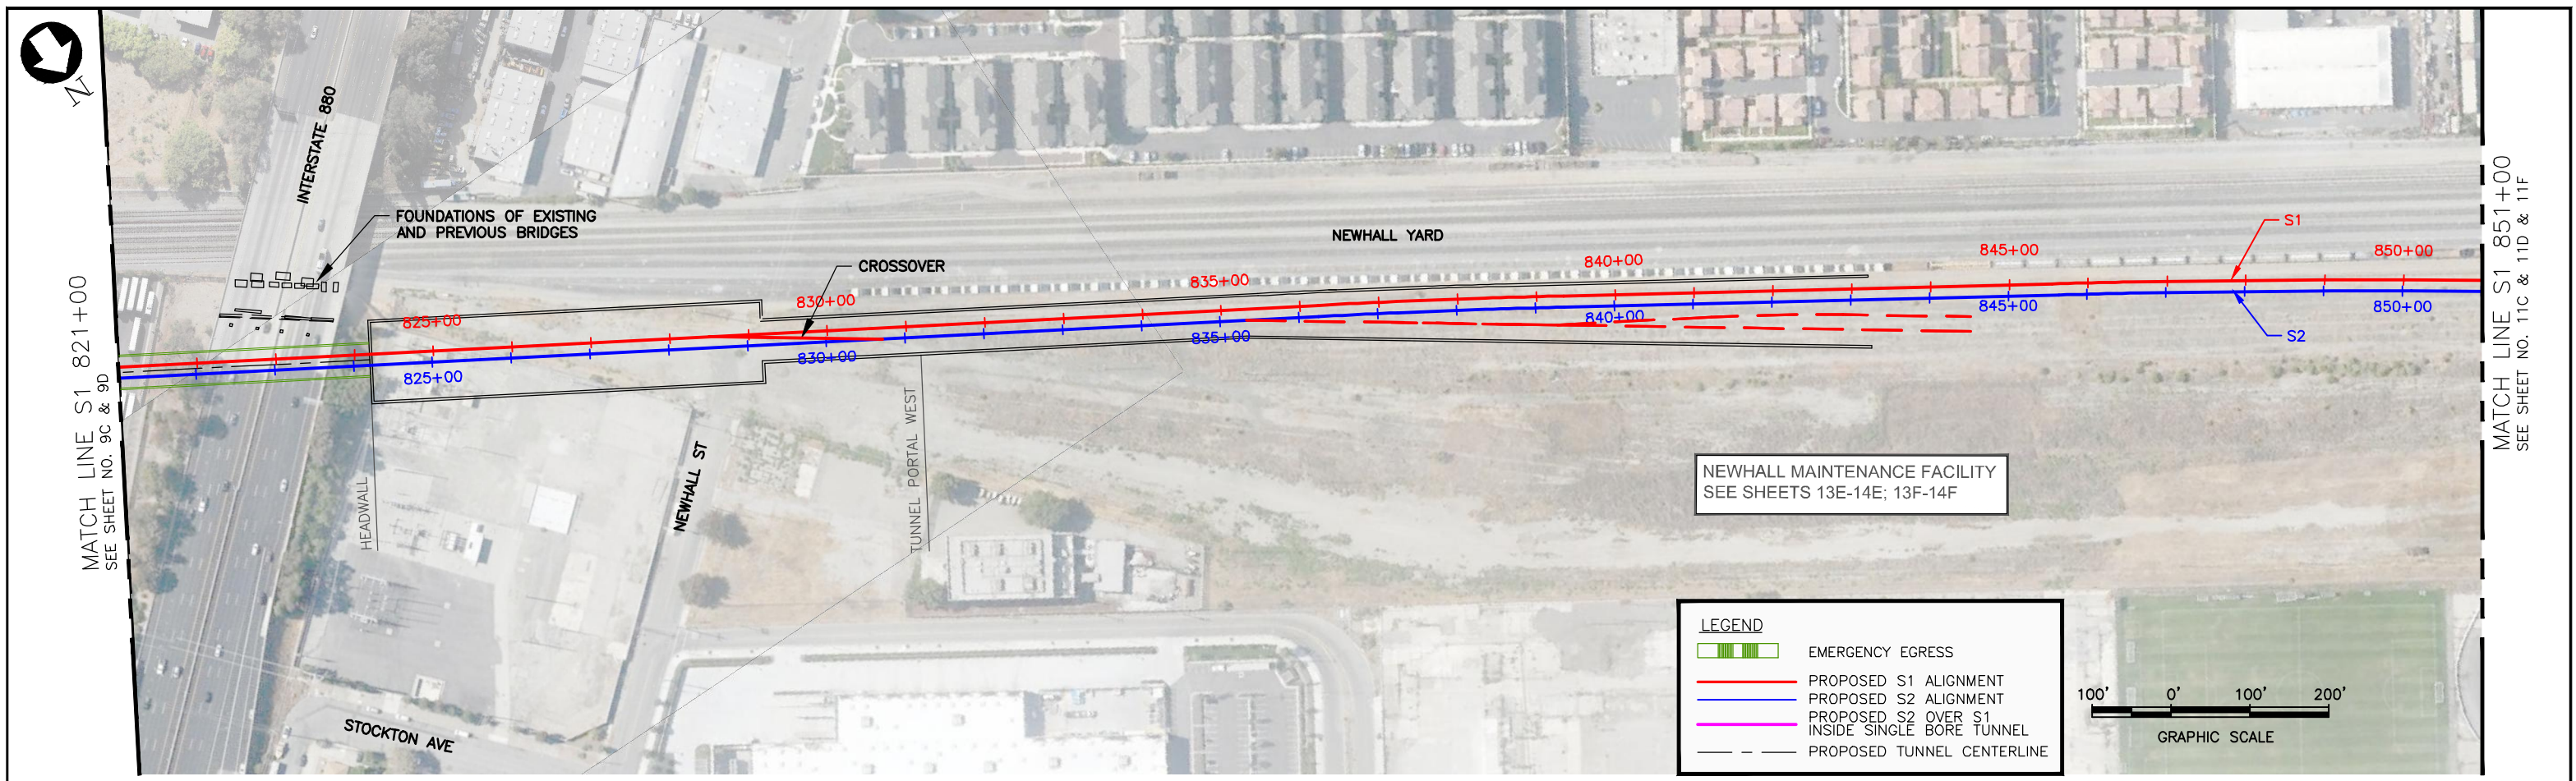 N
INTERSTATE 880
FOUNDATIONS OF EXISTING
AND PREVIOUS BRIDGES
CROSSOVER
NEWHALL YARD
S1
S2
825+00
830+00
835+00
840+00
845+00
850+00
825+00
830+00
835+00
840+00
845+00
850+00
MATCH LINE S1 821+00
SEE SHEET NO. 9C & 9D
MATCH LINE S1 851+00
SEE SHEET NO. 11C & 11D & 11F
HEADWALL
NEWHALL ST
TUNNEL PORTAL WEST
STOCKTON AVE
NEWHALL MAINTENANCE FACILITY
SEE SHEETS 13E-14E; 13F-14F
LEGEND
EMERGENCY EGRESS
PROPOSED S1 ALIGNMENT
PROPOSED S2 ALIGNMENT
PROPOSED S2 OVER S1
INSIDE SINGLE BORE TUNNEL
PROPOSED TUNNEL CENTERLINE
100' 0' 100' 200'
GRAPHIC SCALE